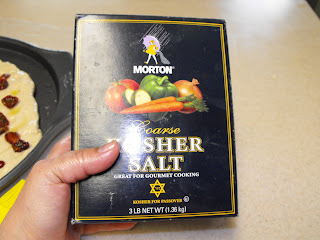 MORTON
Coarse
KOSHER
SALT
GREAT FOR GOURMET COOKING
KOSHER FOR PASSOVER
3 LB NET WT (1.36 kg)